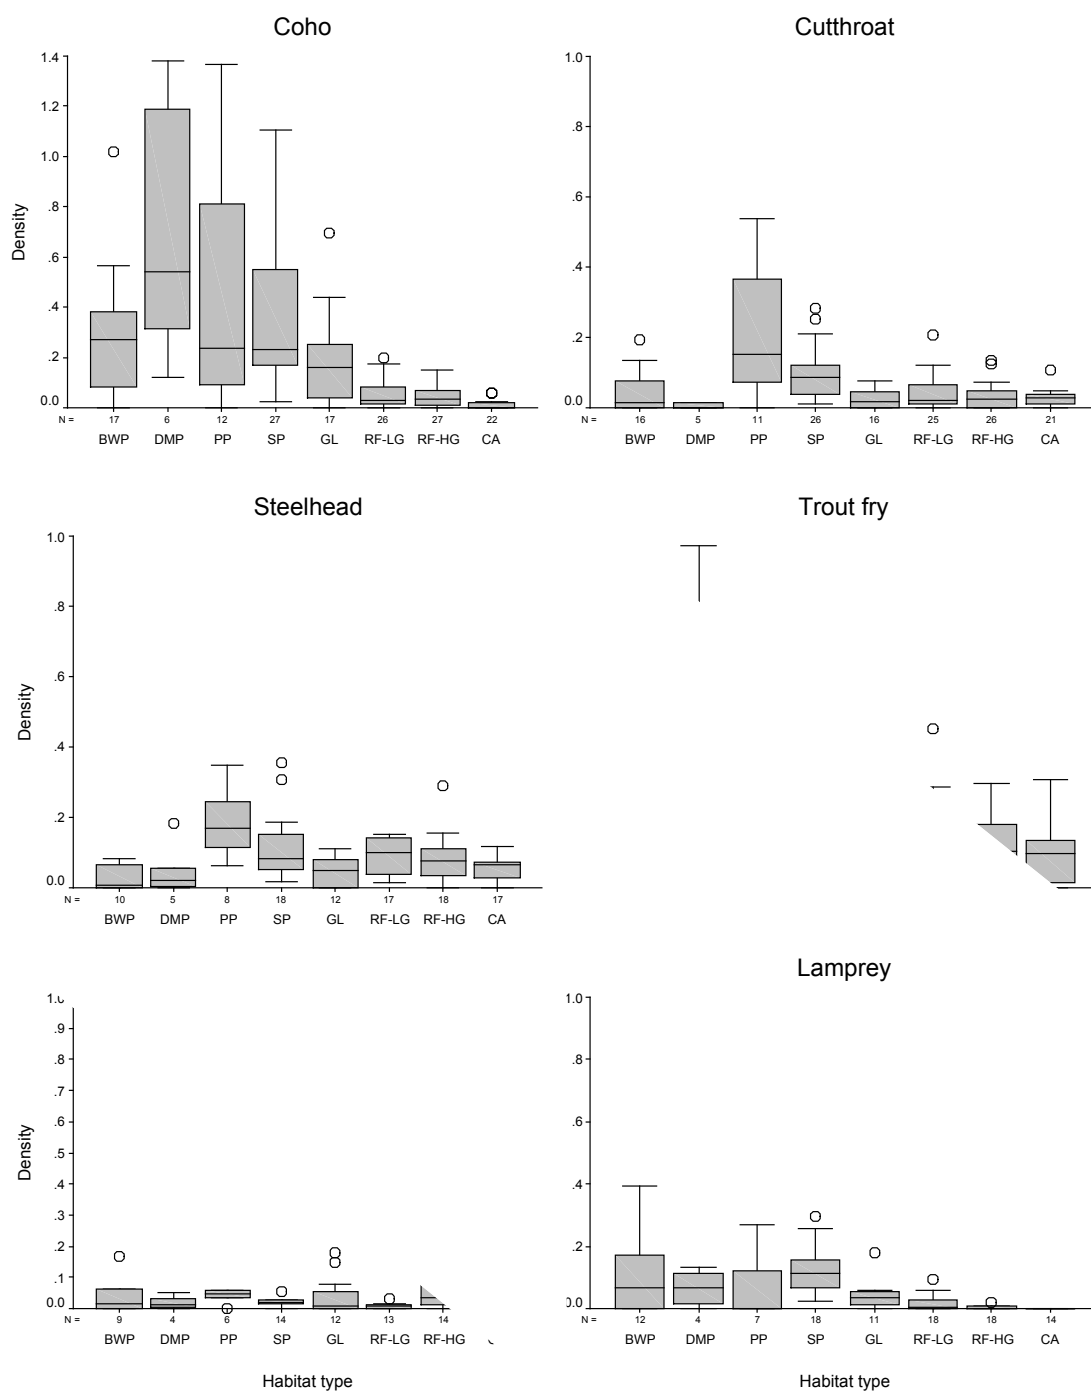 Coho
Cutthroat
1.4
1.2
1.0
.8
.6
.4
.2
0.0
Density
N = 17 6 12 27 17 26 27 22
BWP DMP PP SP GL RF-LG RF-HG CA
1.0
.8
.6
.4
.2
0.0
N = 16 5 11 26 16 25 26 21
BWP DMP PP SP GL RF-LG RF-HG CA
Steelhead
Trout fry
1.0
.8
.6
.4
.2
0.0
Density
N = 10 5 8 18 12 17 18 17
BWP DMP PP SP GL RF-LG RF-HG CA
Lamprey
.9
.8
.7
.6
.5
.4
.3
.2
.1
0.0
Density
N = 9 4 6 14 12 13 14
BWP DMP PP SP GL RF-LG RF-HG
Habitat type
1.0
.8
.6
.4
.2
0.0
N = 12 4 7 18 11 18 18 14
BWP DMP PP SP GL RF-LG RF-HG CA
Habitat type